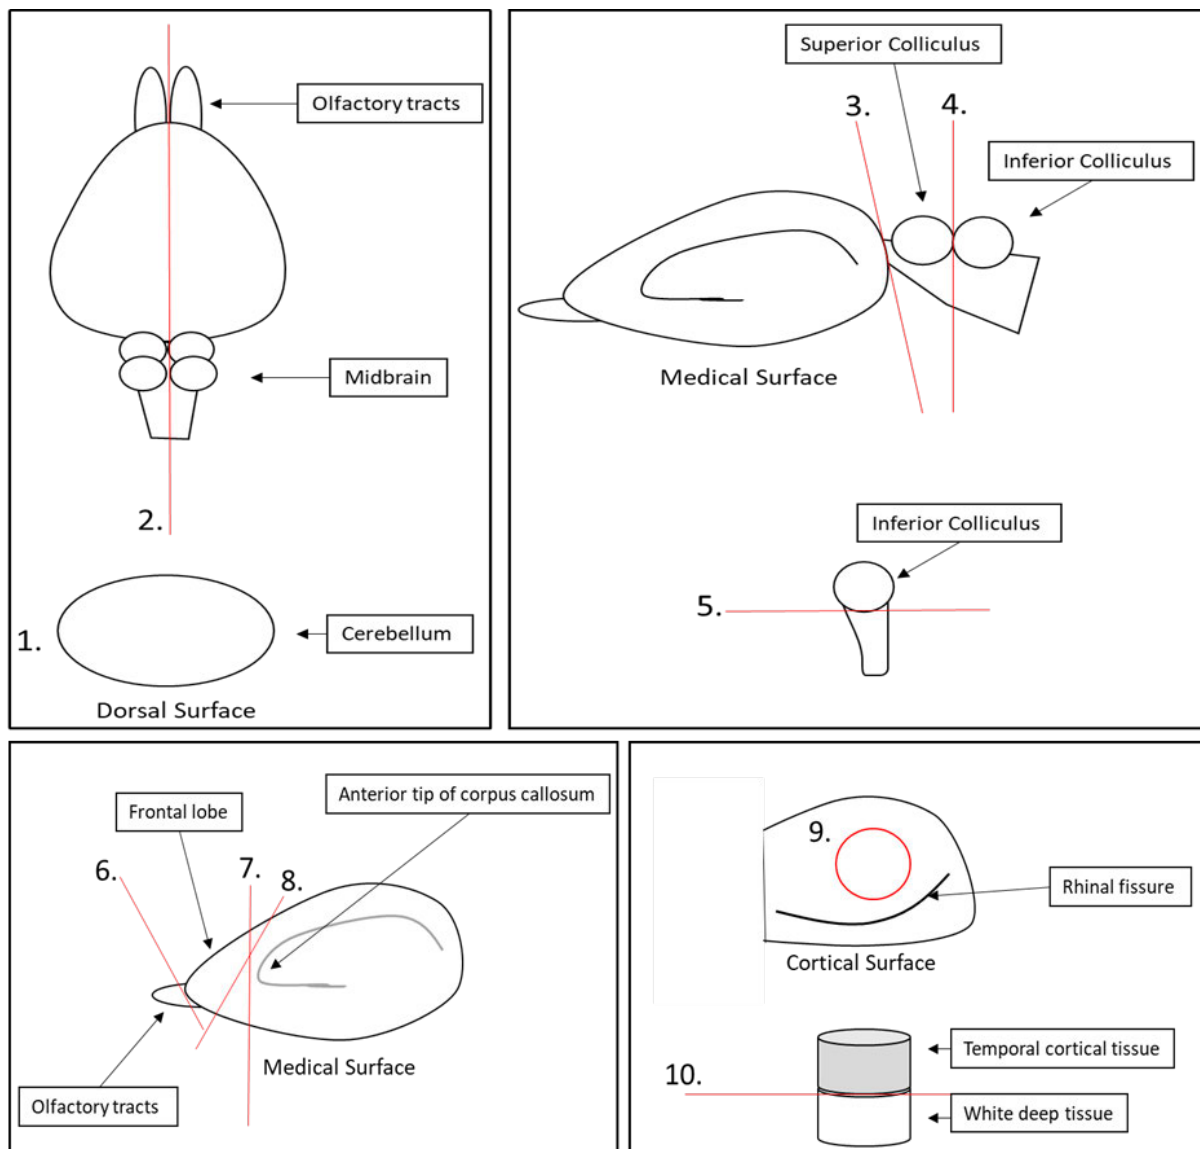 Olfactory tracts
Midbrain
2.
1.
Cerebellum
Dorsal Surface
Superior Colliculus
3.
4.
Inferior Colliculus
Medical Surface
Inferior Colliculus
5.
Anterior tip of corpus callosum
Frontal lobe
6.
7.
8.
Medical Surface
Olfactory tracts
9.
Rhinal fissure
Cortical Surface
Temporal cortical tissue
10.
White deep tissue